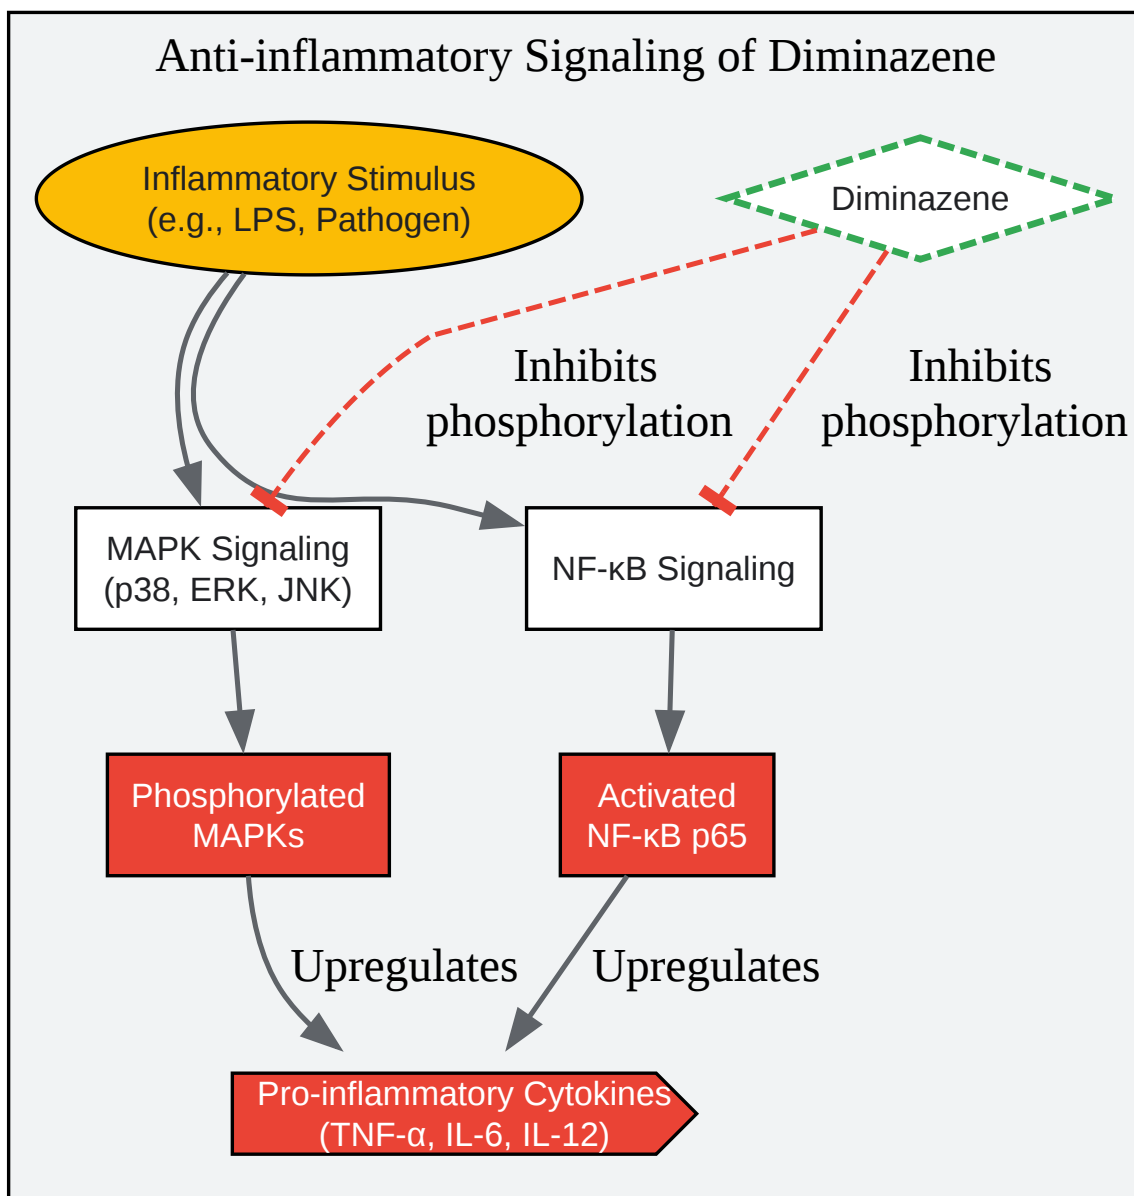 Anti-inflammatory Signaling of Diminazene
Inflammatory Stimulus
(e.g., LPS, Pathogen)
Diminazene
Inhibits
phosphorylation
Inhibits
phosphorylation
MAPK Signaling
(p38, ERK, JNK)
NF-κB Signaling
Phosphorylated
MAPKs
Activated
NF-κB p65
Upregulates
Upregulates
Pro-inflammatory Cytokines
(TNF-α, IL-6, IL-12)